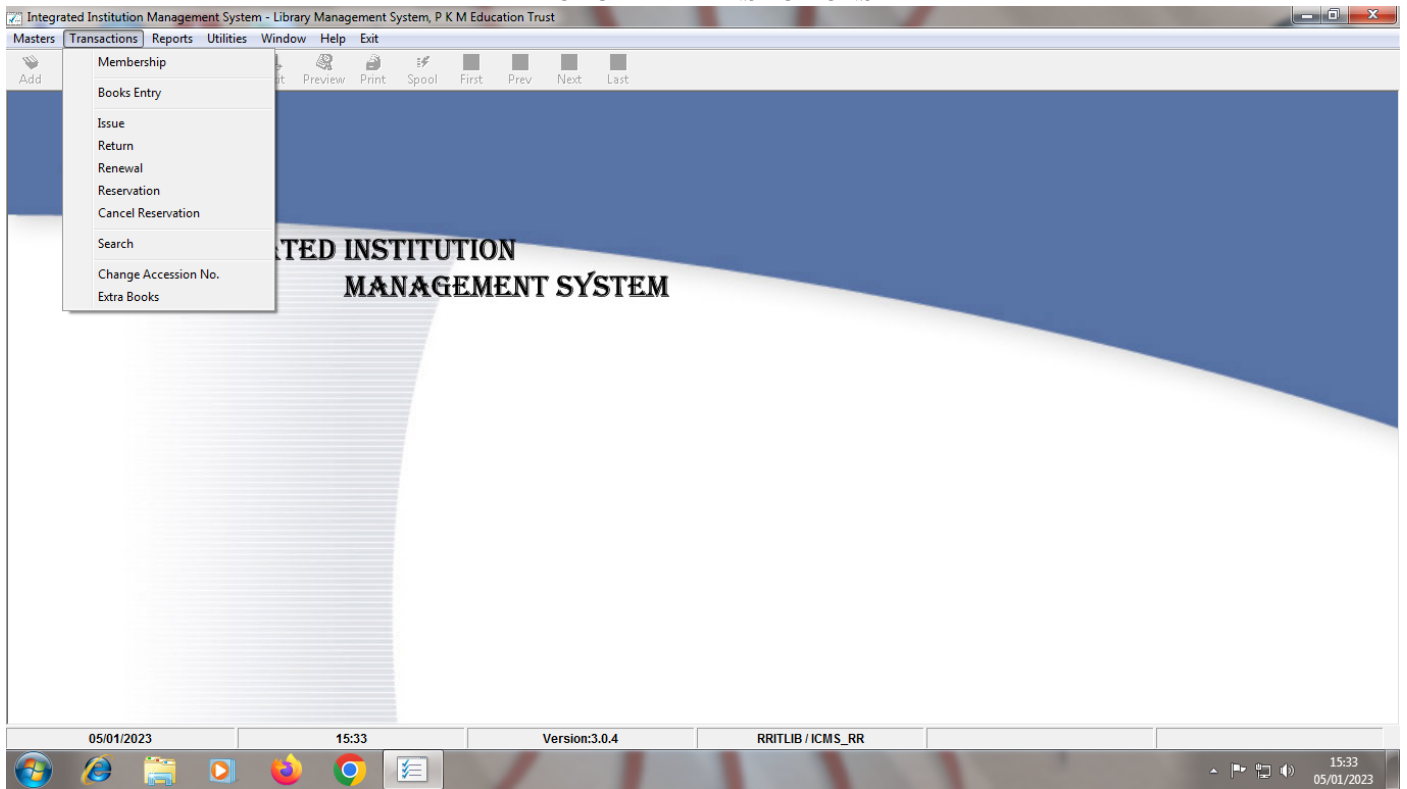 Integrated Institution Management System - Library Management System, P K M Education Trust
Masters Transactions Reports Utilities Window Help Exit
Add Preview Print Spool First Prev Next Last
Membership
Books Entry
Issue
Return
Renewal
Reservation
Cancel Reservation
Search
Change Accession No.
Extra Books
ATED INSTITUTION
MANAGEMENT SYSTEM
05/01/2023 15:33 Version:3.0.4 RRITLIB / ICMS_RR
15:33
05/01/2023